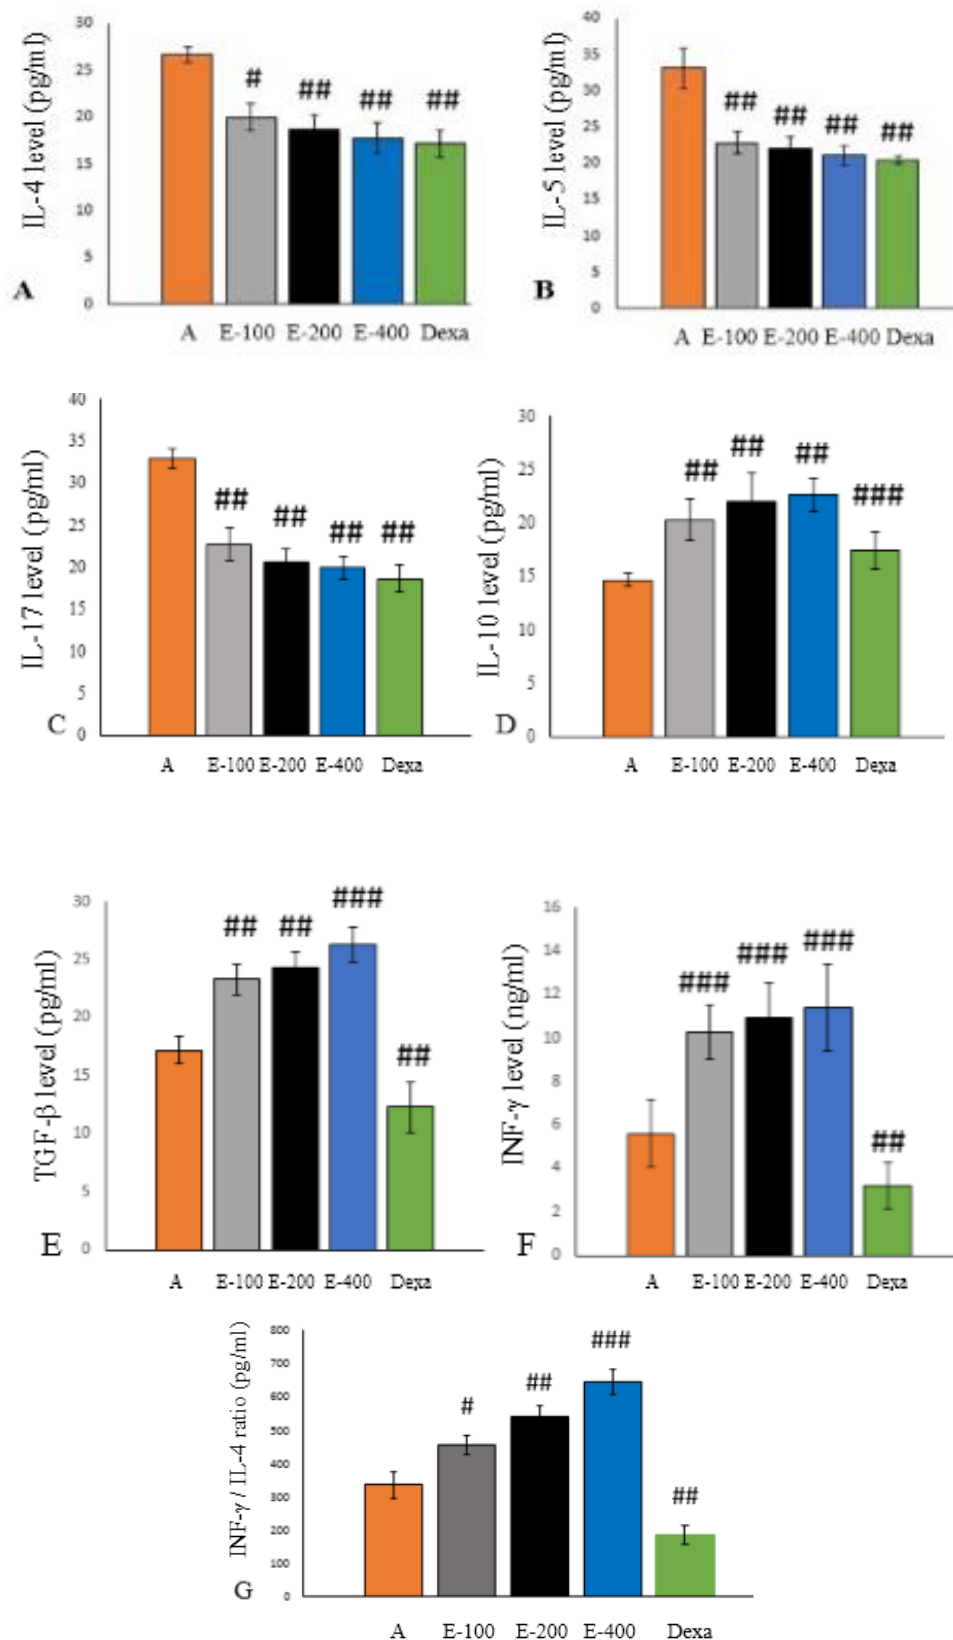 IL-4 level (pg/ml)
30
25
20
15
10
5
0
# ## ## ##
A
A E-100 E-200 E-400 Dexa
IL-5 level (pg/ml)
40
35
30
25
20
15
10
5
0
## ## ## ##
B
A E-100 E-200 E-400 Dexa
IL-17 level (pg/ml)
40
35
30
25
20
15
10
5
0
## ## ## ##
C
A E-100 E-200 E-400 Dexa
IL-10 level (pg/ml)
30
25
20
15
10
5
0
## ## ## ###
D
A E-100 E-200 E-400 Dexa
TGF-β level (pg/ml)
30
25
20
15
10
5
0
## ## ### ##
E
A E-100 E-200 E-400 Dexa
INF-γ level (ng/ml)
16
14
12
10
8
6
4
2
0
### ### ### ##
F
A E-100 E-200 E-400 Dexa
INF-γ / IL-4 ratio (pg/ml)
800
700
600
500
400
300
200
100
0
# ## ### ##
G
A E-100 E-200 E-400 Dexa